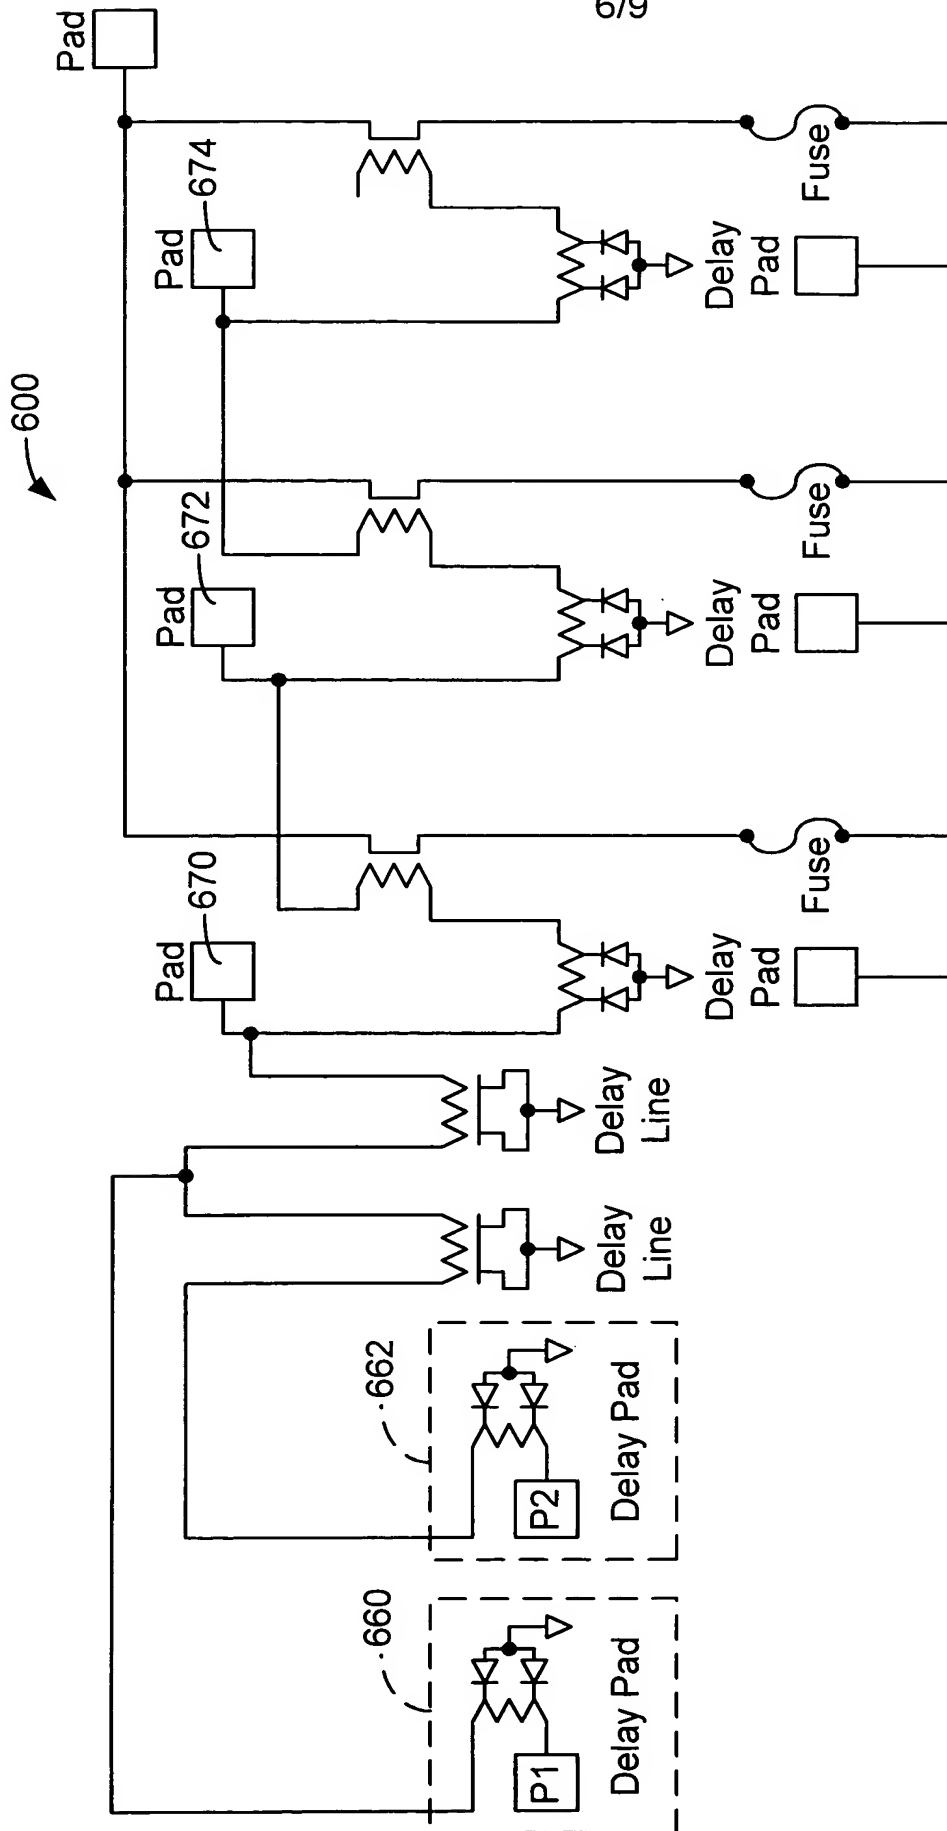 6/9
600
Pad
Pad
674
Pad
672
Pad
670
Fuse
Fuse
Fuse
Delay
Pad
Delay
Pad
Delay
Pad
Delay
Line
Delay
Line
662
P2
Delay Pad
660
P1
Delay Pad